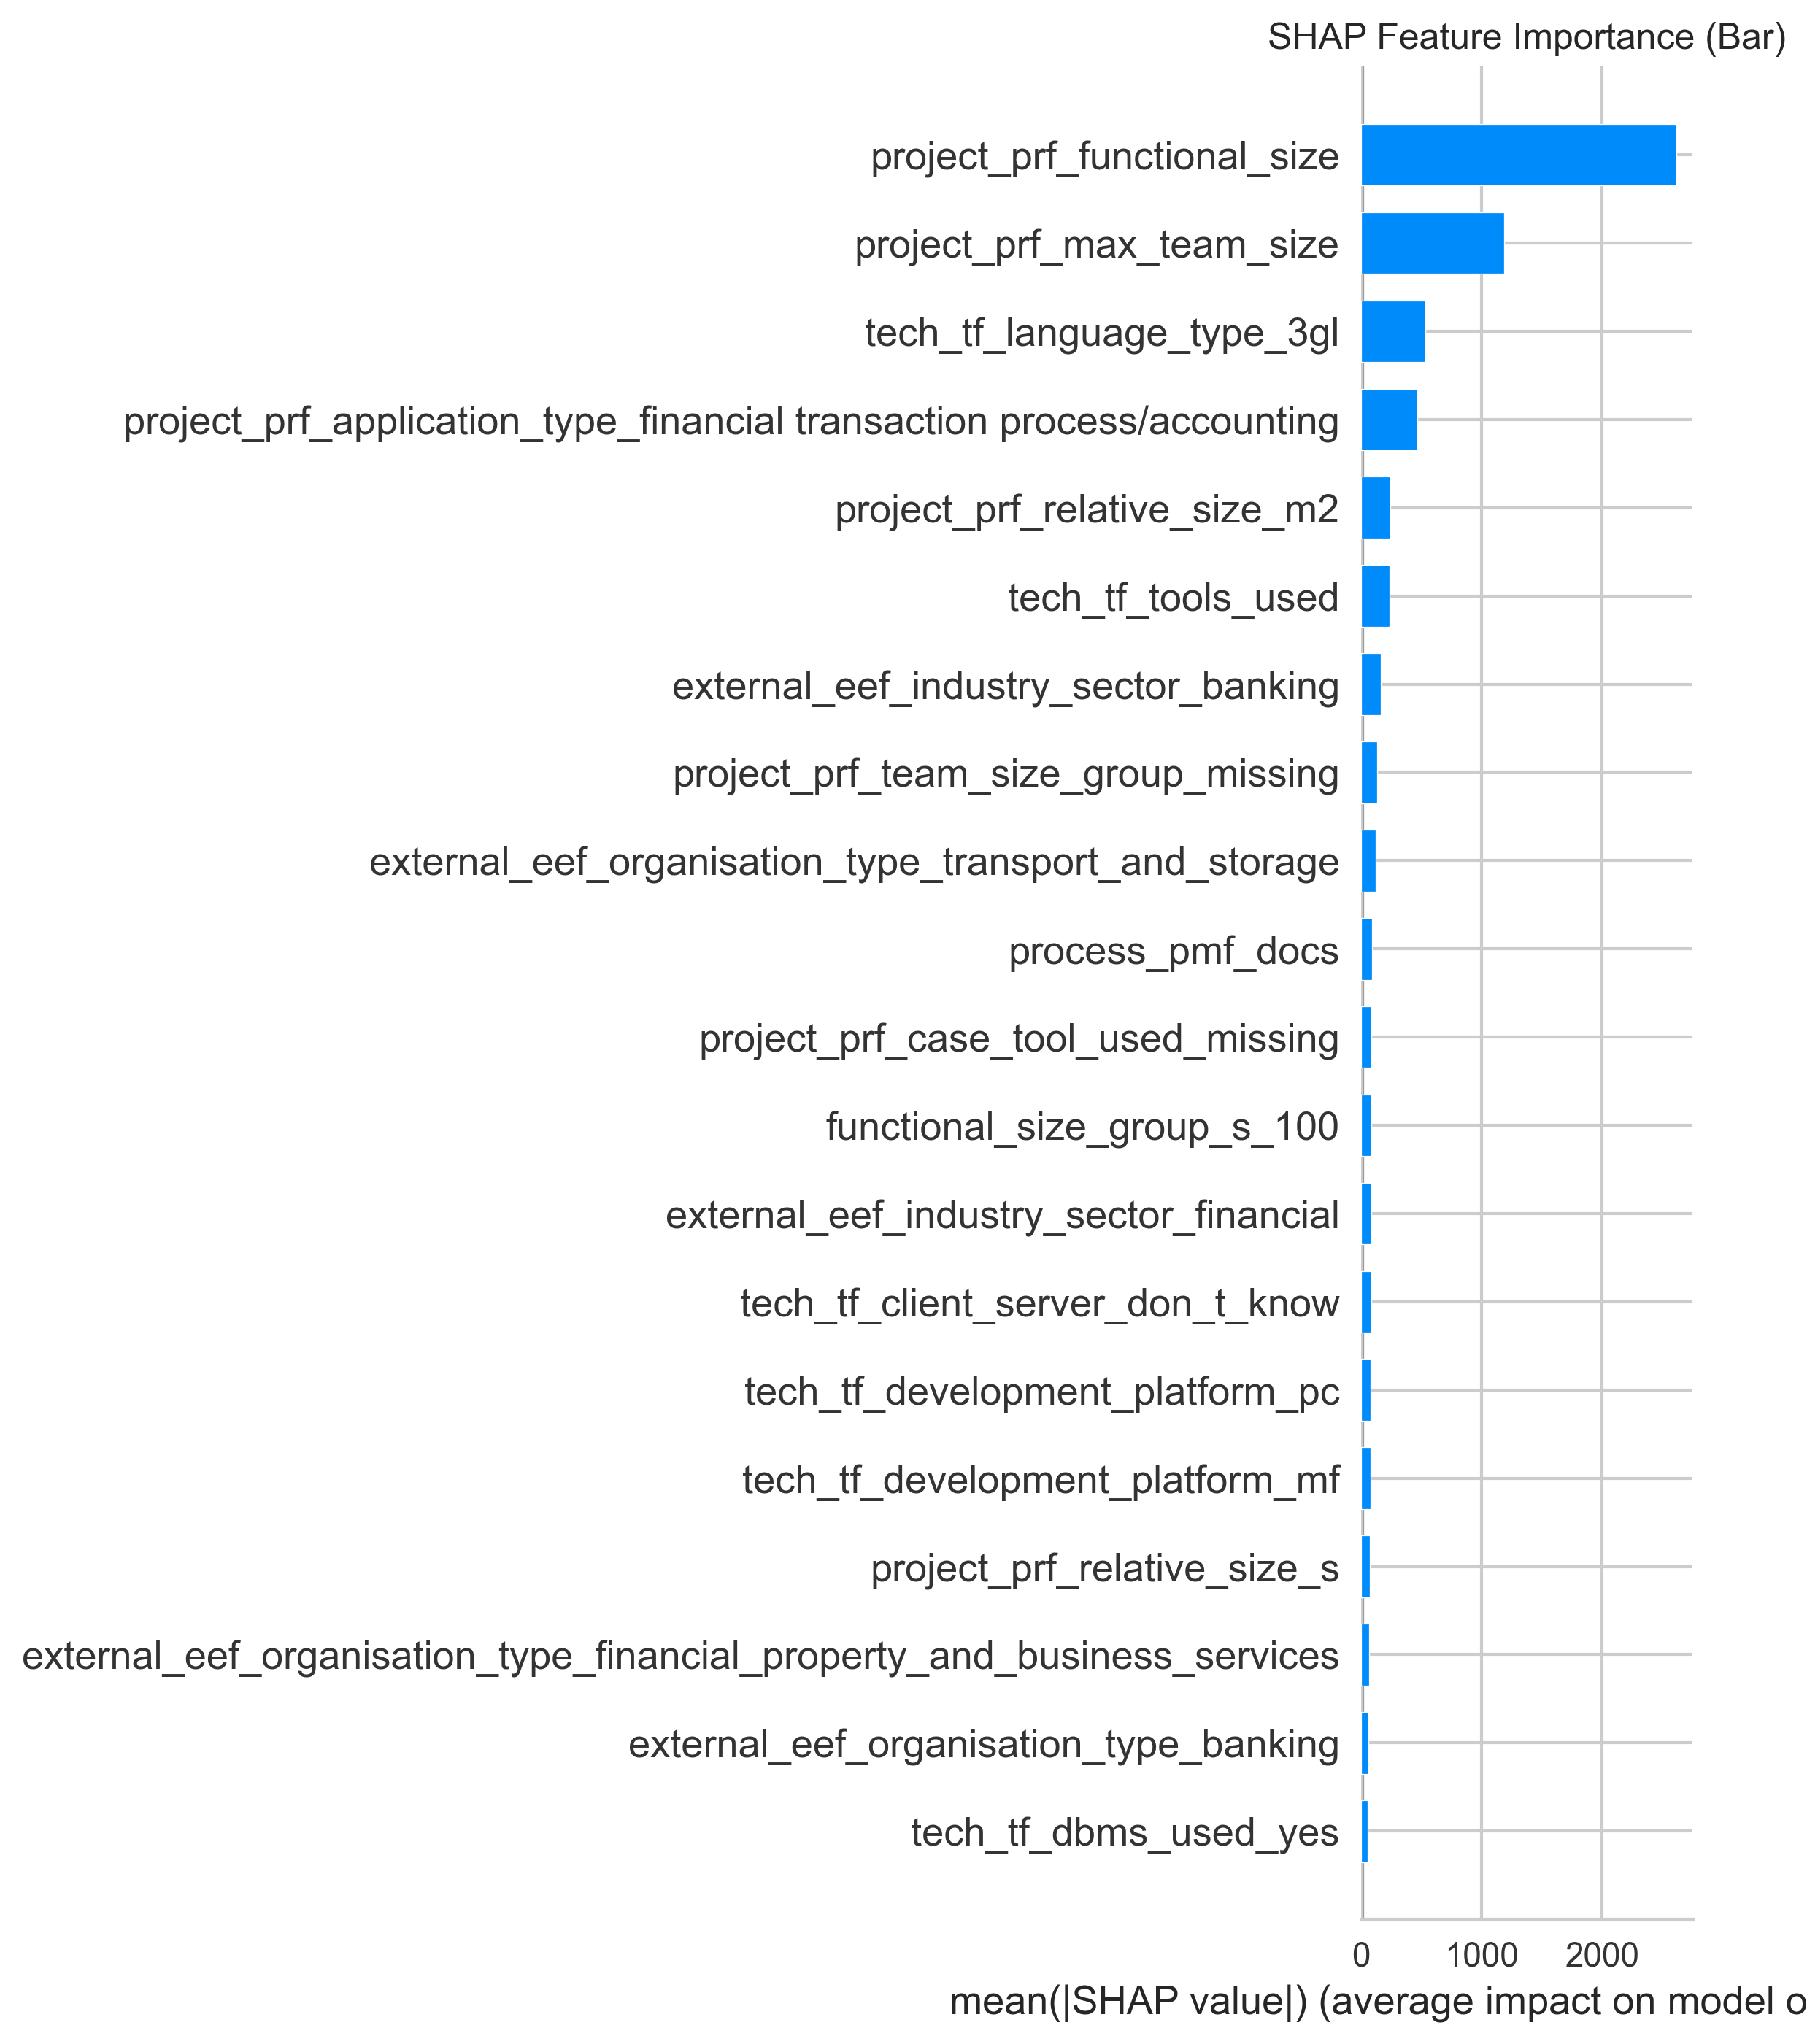 SHAP Feature Importance (Bar)
project_prf_functional_size
project_prf_max_team_size
tech_tf_language_type_3gl
project_prf_application_type_financial transaction process/accounting
project_prf_relative_size_m2
tech_tf_tools_used
external_eef_industry_sector_banking
project_prf_team_size_group_missing
external_eef_organisation_type_transport_and_storage
process_pmf_docs
project_prf_case_tool_used_missing
functional_size_group_s_100
external_eef_industry_sector_financial
tech_tf_client_server_don_t_know
tech_tf_development_platform_pc
tech_tf_development_platform_mf
project_prf_relative_size_s
external_eef_organisation_type_financial_property_and_business_services
external_eef_organisation_type_banking
tech_tf_dbms_used_yes
0 1000 2000
mean(|SHAP value|) (average impact on model o